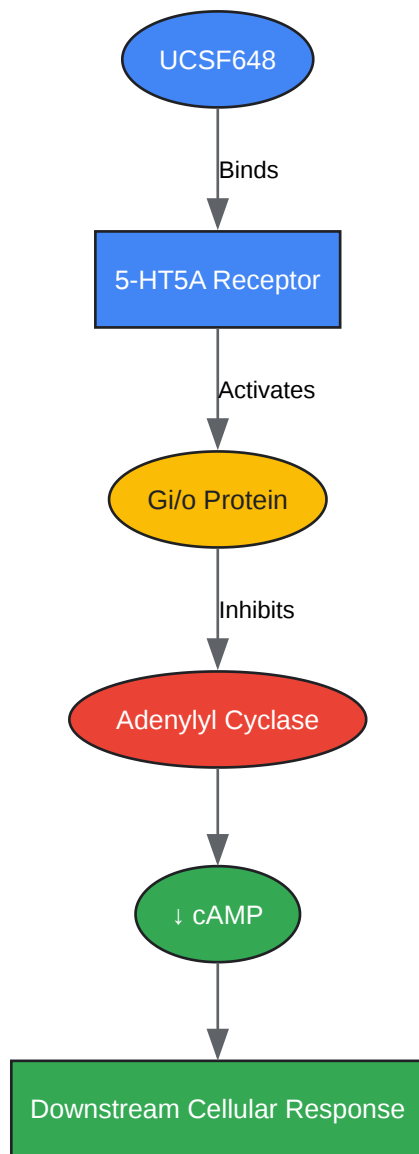 UCSF648
Binds
5-HT5A Receptor
Activates
Gi/o Protein
Inhibits
Adenylyl Cyclase
↓ cAMP
Downstream Cellular Response